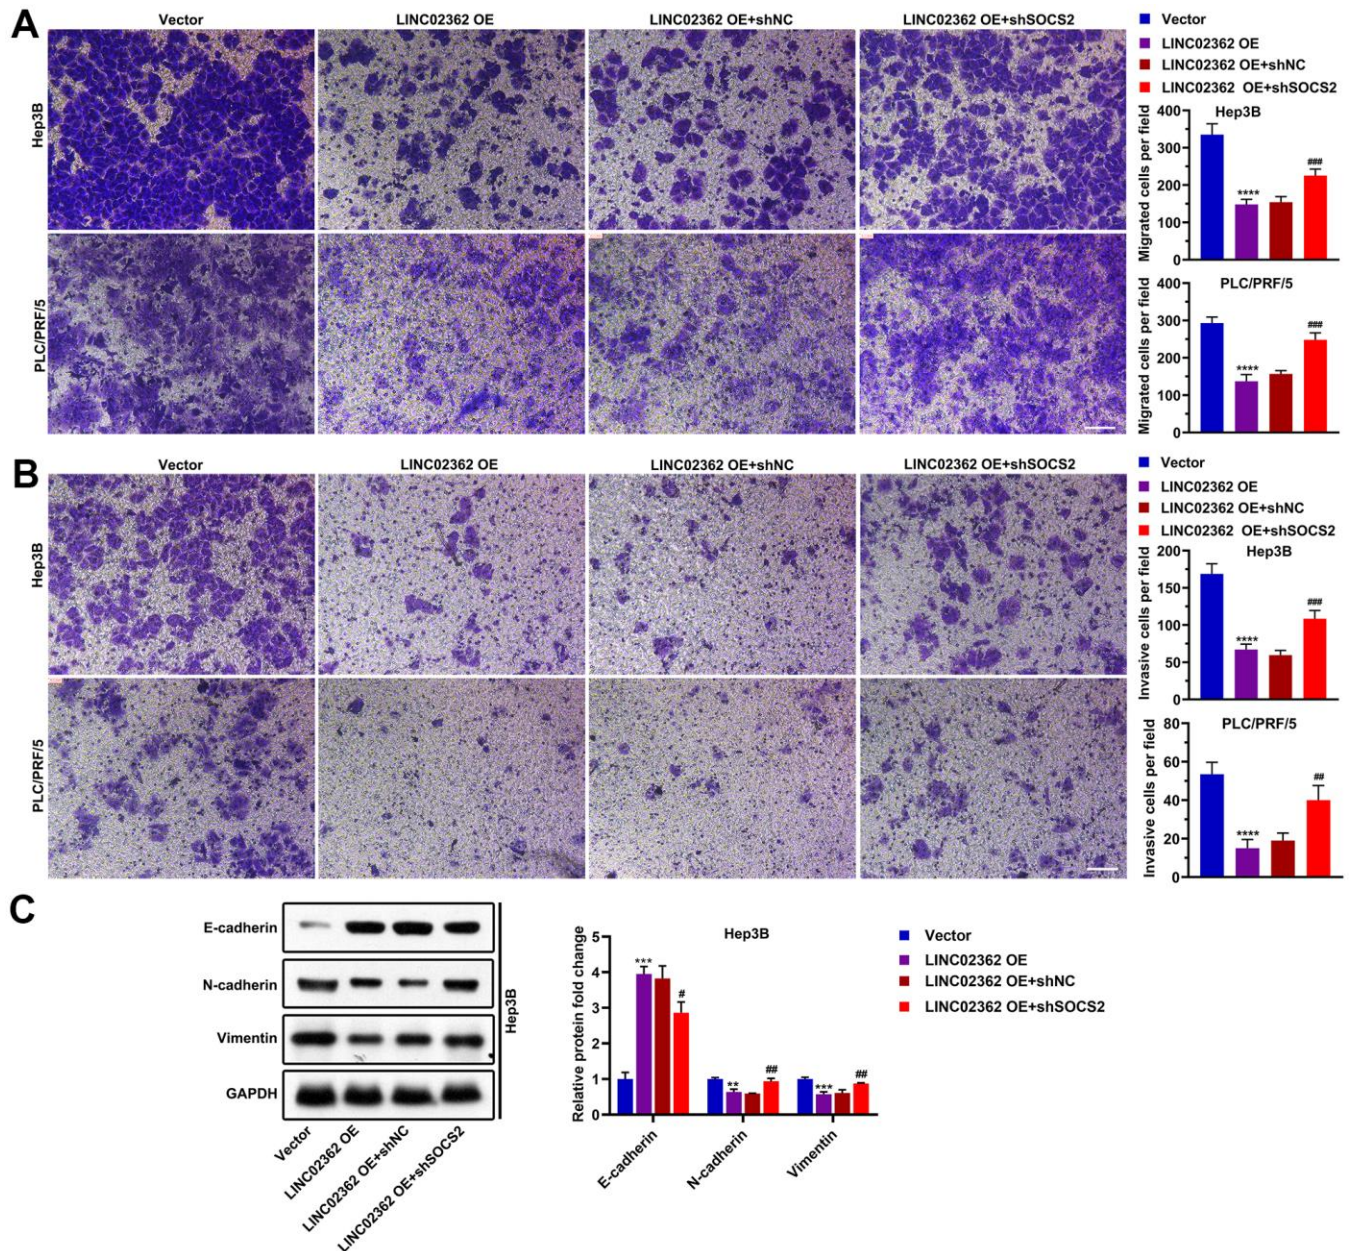 A
Vector
LINC02362 OE
LINC02362 OE+shNC
LINC02362 OE+shSOCS2
Hep3B
PLC/PRF/5
Vector
LINC02362 OE
LINC02362 OE+shNC
LINC02362 OE+shSOCS2
Hep3B
Migrated cells per field
400
300
200
100
0
****
###
PLC/PRF/5
Migrated cells per field
400
300
200
100
0
****
###
B
Vector
LINC02362 OE
LINC02362 OE+shNC
LINC02362 OE+shSOCS2
Hep3B
PLC/PRF/5
Vector
LINC02362 OE
LINC02362 OE+shNC
LINC02362 OE+shSOCS2
Hep3B
Invasive cells per field
200
150
100
50
0
****
###
PLC/PRF/5
Invasive cells per field
80
60
40
20
0
****
##
C
E-cadherin
N-cadherin
Vimentin
GAPDH
Hep3B
Vector
LINC02362 OE
LINC02362 OE+shNC
LINC02362 OE+shSOCS2
Hep3B
Relative protein fold change
5
4
3
2
1
0
***
#
**
##
***
##
E-cadherin
N-cadherin
Vimentin
Vector
LINC02362 OE
LINC02362 OE+shNC
LINC02362 OE+shSOCS2